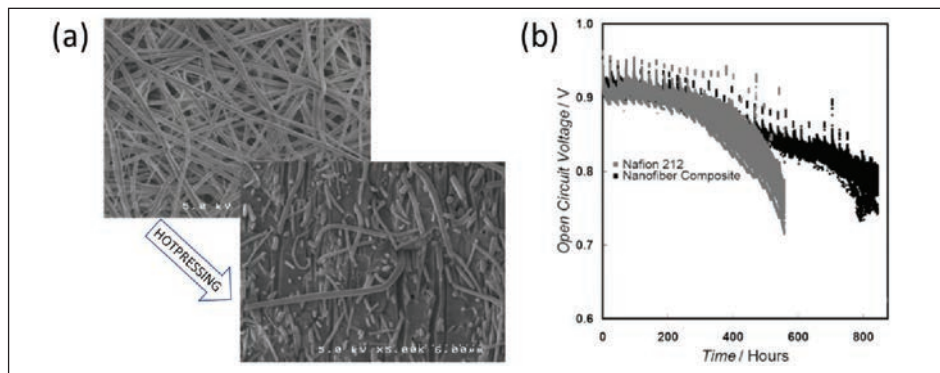 (a)
5.0 kV
HOTPRESSING
5.0 kV X5.00K 6.00µm
(b)
Open Circuit Voltage / V
1.0
0.9
0.8
0.7
0.6
Nafion 212
Nanofiber Composite
0 200 400 600 800
Time / Hours